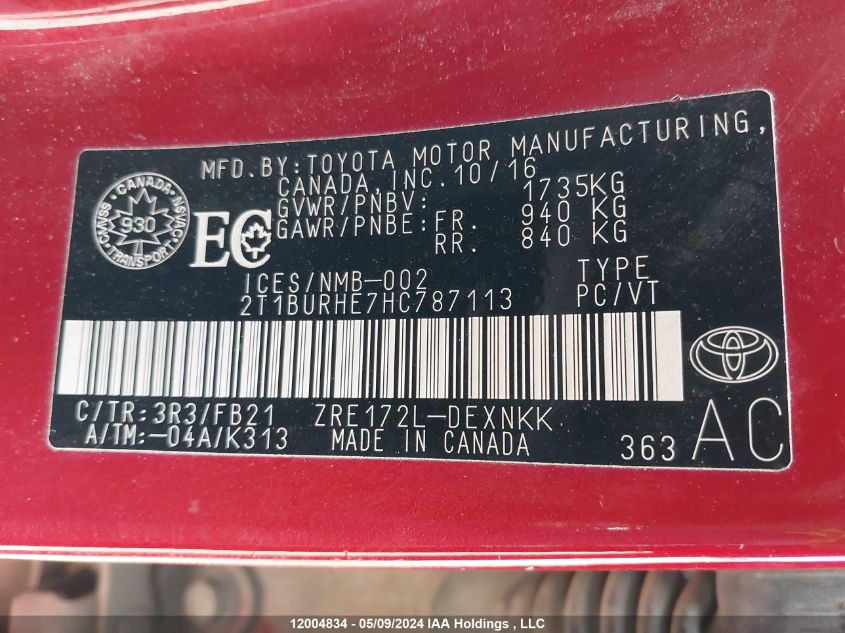 MFD.BY:TOYOTA MOTOR MANUFACTURING,
CANADA, INC.10/16
GVWR/PNBV: 1735KG
GAWR/PNBE: FR. 940 KG
RR. 840 KG
CANADA
CMVSS
NSVAC
930
TRANSPORT
EC
ICES/NMB-002 TYPE
2T1BURHE7HC787113 PC/VT
C/TR:3R3/FB21 ZRE172L-DEXNKK
A/TM:-04A/K313 MADE IN CANADA 363 AC
12004834 - 05/09/2024 IAA Holdings , LLC